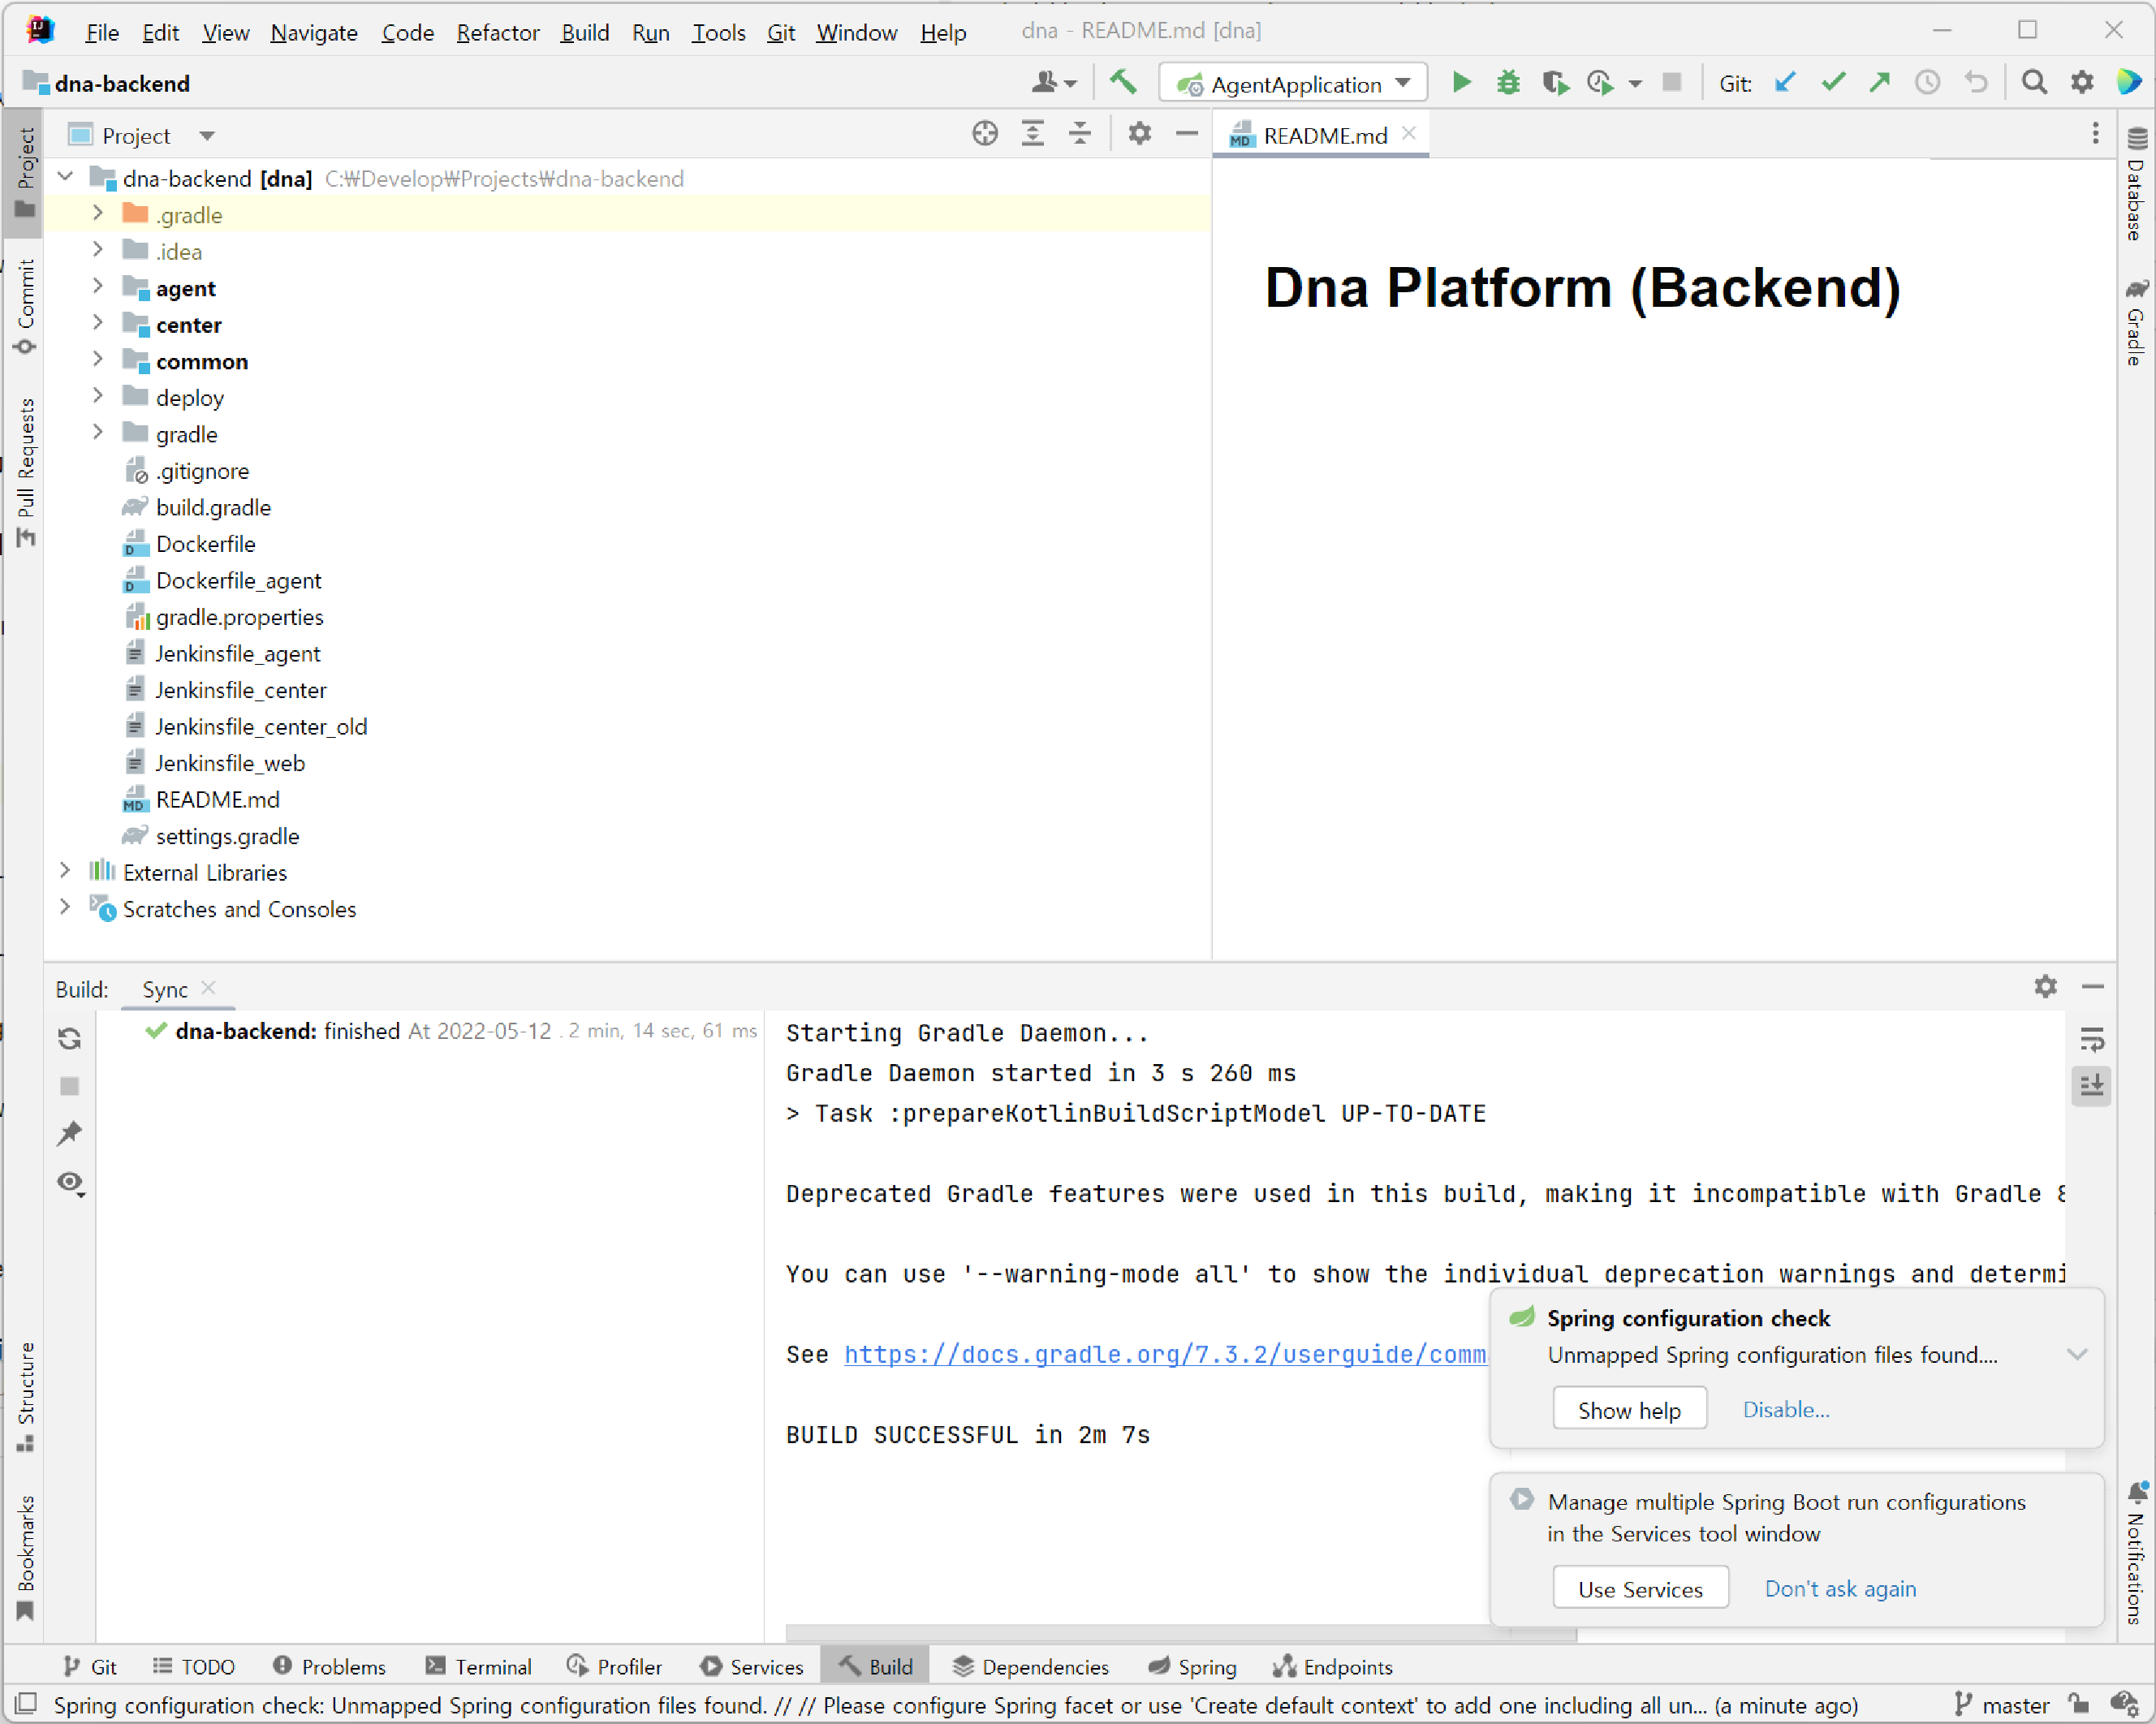 File Edit View Navigate Code Refactor Build Run Tools Git Window Help dna - README.md [dna]
dna-backend AgentApplication Git:
Project README.md
dna-backend [dna] C:₩Develop₩Projects₩dna-backend
.gradle
.idea
agent
center
common
deploy
gradle
.gitignore
build.gradle
Dockerfile
Dockerfile_agent
gradle.properties
Jenkinsfile_agent
Jenkinsfile_center
Jenkinsfile_center_old
Jenkinsfile_web
README.md
settings.gradle
External Libraries
Scratches and Consoles
Dna Platform (Backend)
Project
Commit
Pull Requests
Structure
Bookmarks
Database
Gradle
Notifications
Build: Sync
dna-backend: finished At 2022-05-12 . 2 min, 14 sec, 61 ms
Starting Gradle Daemon...
Gradle Daemon started in 3 s 260 ms
> Task :prepareKotlinBuildScriptModel UP-TO-DATE
Deprecated Gradle features were used in this build, making it incompatible with Gradle 8
You can use '--warning-mode all' to show the individual deprecation warnings and determi
See https://docs.gradle.org/7.3.2/userguide/comm
BUILD SUCCESSFUL in 2m 7s
Spring configuration check
Unmapped Spring configuration files found....
Show help Disable...
Manage multiple Spring Boot run configurations
in the Services tool window
Use Services Don't ask again
Git TODO Problems Terminal Profiler Services Build Dependencies Spring Endpoints
Spring configuration check: Unmapped Spring configuration files found. // // Please configure Spring facet or use 'Create default context' to add one including all un... (a minute ago) master